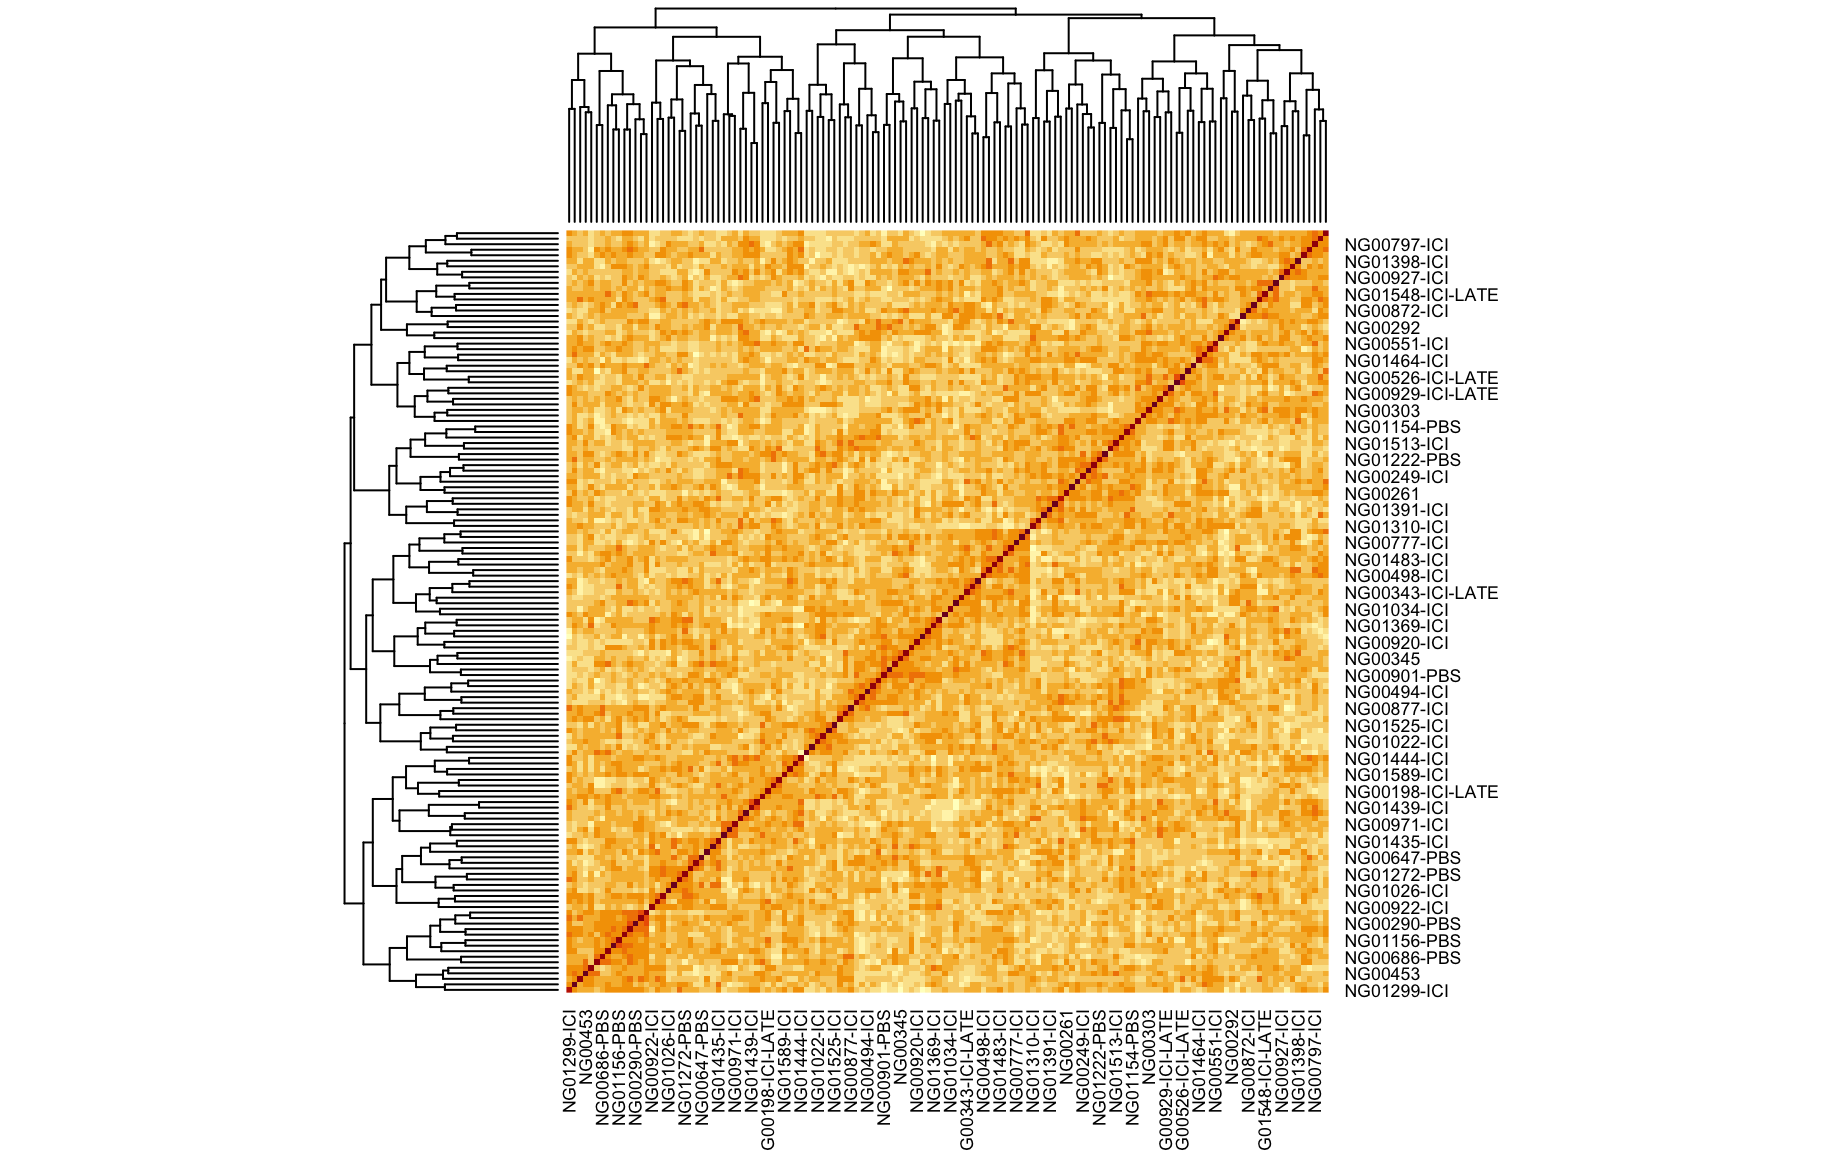 NG00797-ICI
NG01398-ICI
NG00927-ICI
NG01548-ICI-LATE
NG00872-ICI
NG00292
NG00551-ICI
NG01464-ICI
NG00526-ICI-LATE
NG00929-ICI-LATE
NG00303
NG01154-PBS
NG01513-ICI
NG01222-PBS
NG00249-ICI
NG00261
NG01391-ICI
NG01310-ICI
NG00777-ICI
NG01483-ICI
NG00498-ICI
NG00343-ICI-LATE
NG01034-ICI
NG01369-ICI
NG00920-ICI
NG00345
NG00901-PBS
NG00494-ICI
NG00877-ICI
NG01525-ICI
NG01022-ICI
NG01444-ICI
NG01589-ICI
NG00198-ICI-LATE
NG01439-ICI
NG00971-ICI
NG01435-ICI
NG00647-PBS
NG01272-PBS
NG01026-ICI
NG00922-ICI
NG00290-PBS
NG01156-PBS
NG00686-PBS
NG00453
NG01299-ICI
NG01299-ICI
NG00453
NG00686-PBS
NG01156-PBS
NG00290-PBS
NG00922-ICI
NG01026-ICI
NG01272-PBS
NG00647-PBS
NG01435-ICI
NG00971-ICI
NG01439-ICI
G00198-ICI-LATE
NG01589-ICI
NG01444-ICI
NG01022-ICI
NG01525-ICI
NG00877-ICI
NG00494-ICI
NG00901-PBS
NG00345
NG00920-ICI
NG01369-ICI
NG01034-ICI
G00343-ICI-LATE
NG00498-ICI
NG01483-ICI
NG00777-ICI
NG01310-ICI
NG01391-ICI
NG00261
NG00249-ICI
NG01222-PBS
NG01513-ICI
NG01154-PBS
NG00303
G00929-ICI-LATE
G00526-ICI-LATE
NG01464-ICI
NG00551-ICI
NG00292
NG00872-ICI
G01548-ICI-LATE
NG00927-ICI
NG01398-ICI
NG00797-ICI